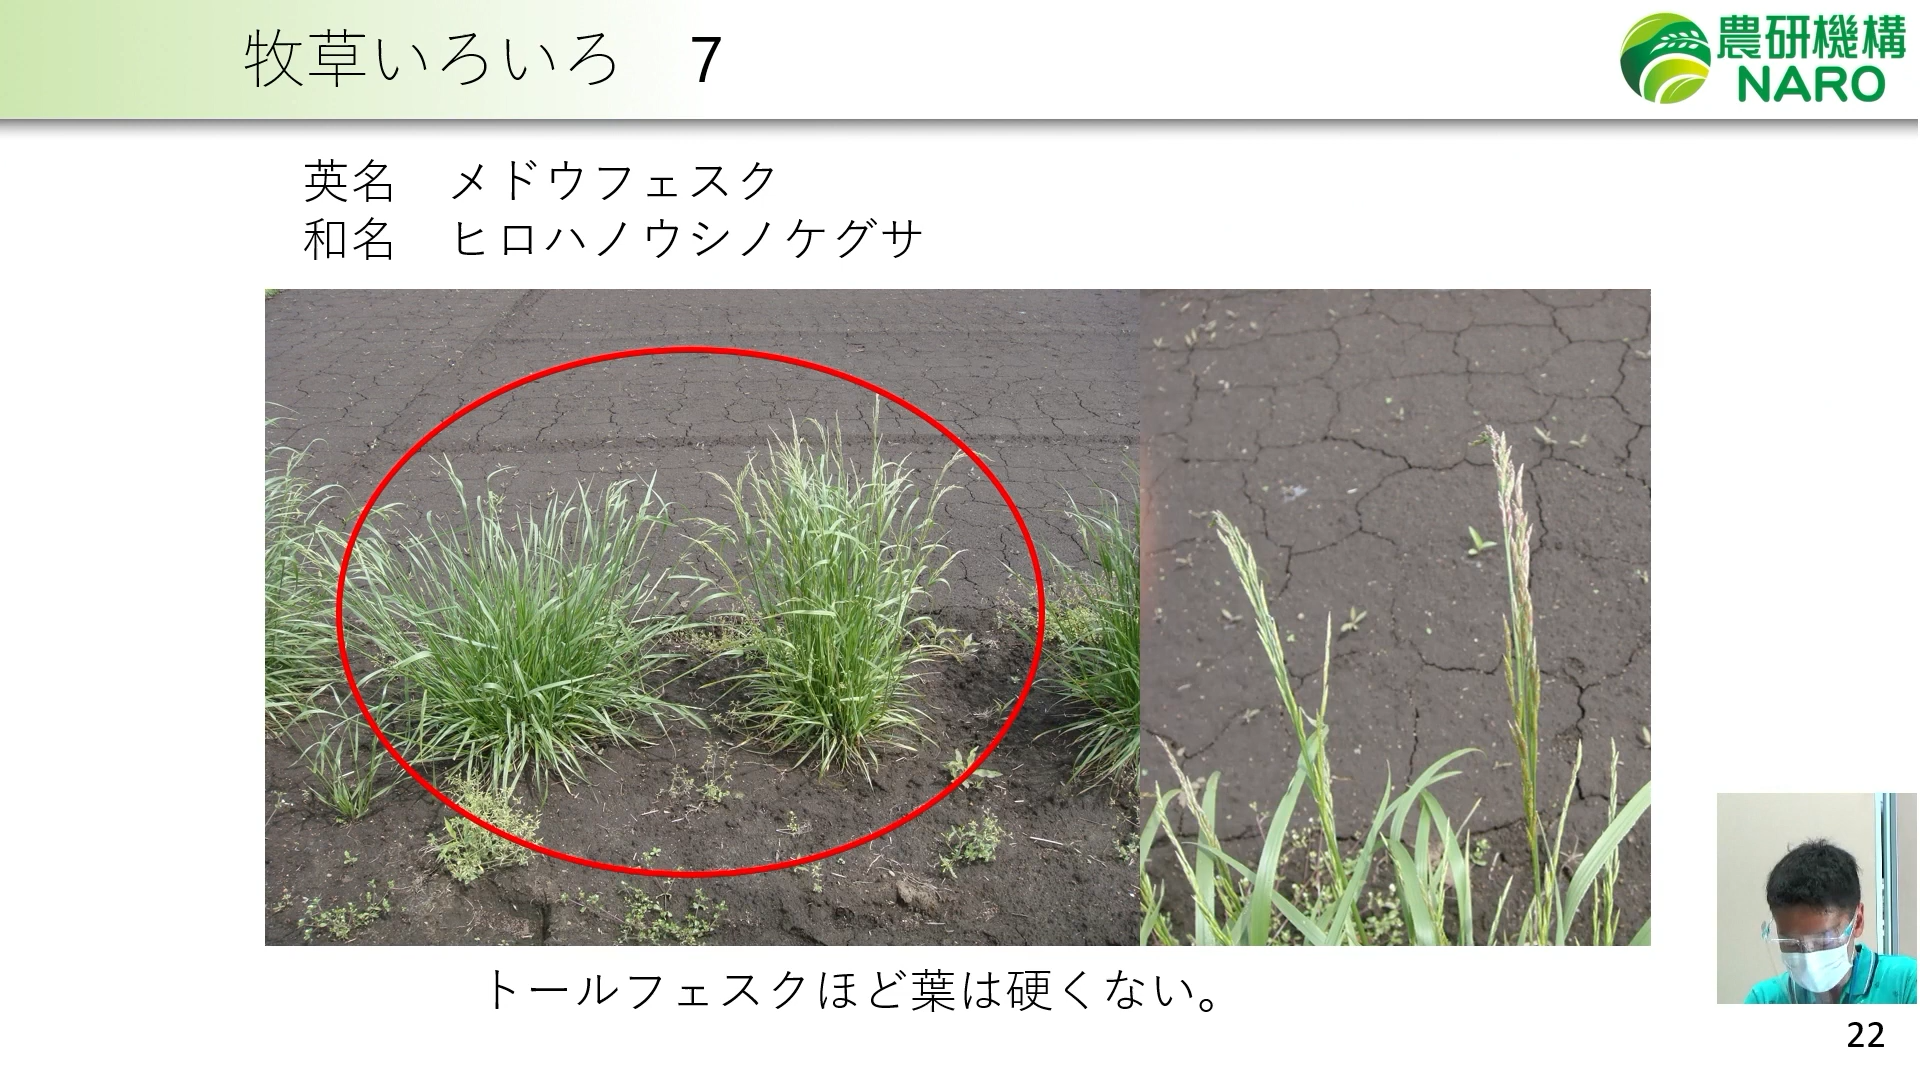 牧草いろいろ　7
農研機構
NARO
英名　メドウフェスク
和名　ヒロハノウシノケグサ
トールフェスクほど葉は硬くない。
22